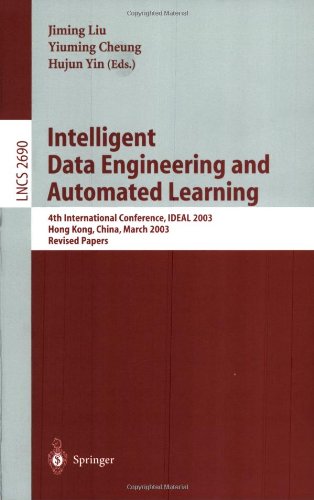 Jiming Liu
Yiuming Cheung
Hujun Yin (Eds.)
LNCS 2690
Intelligent
Data Engineering and
Automated Learning
4th International Conference, IDEAL 2003
Hong Kong, China, March 2003
Revised Papers
Springer